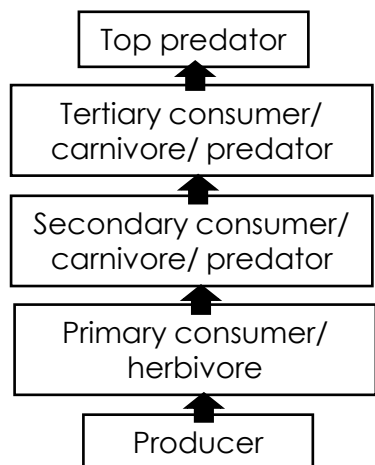 Top predator
Tertiary consumer/
carnivore/ predator
Secondary consumer/
carnivore/ predator
Primary consumer/
herbivore
Producer